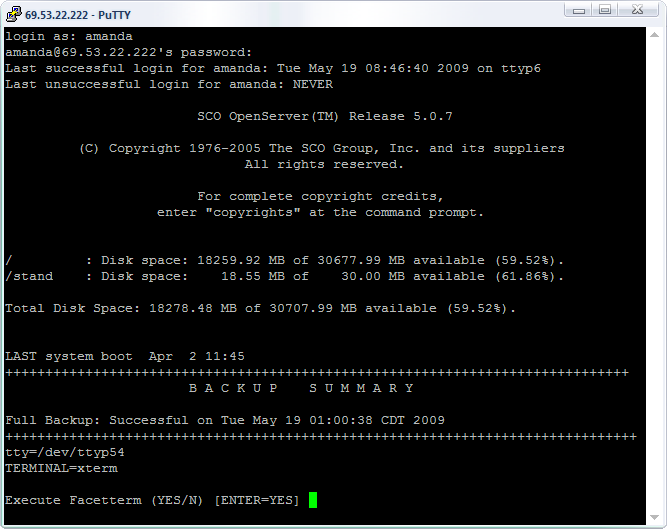 69.53.22.222 - PuTTY
login as: amanda
amanda@69.53.22.222's password:
Last successful login for amanda: Tue May 19 08:46:40 2009 on ttyp6
Last unsuccessful login for amanda: NEVER
SCO OpenServer(TM) Release 5.0.7
(C) Copyright 1976-2005 The SCO Group, Inc. and its suppliers
All rights reserved.
For complete copyright credits,
enter "copyrights" at the command prompt.
/         : Disk space: 18259.92 MB of 30677.99 MB available (59.52%).
/stand    : Disk space:    18.55 MB of    30.00 MB available (61.86%).
Total Disk Space: 18278.48 MB of 30707.99 MB available (59.52%).
LAST system boot  Apr  2 11:45
++++++++++++++++++++++++++++++++++++++++++++++++++++++++++++++++++++++++++++++
B A C K U P    S U M M A R Y
Full Backup: Successful on Tue May 19 01:00:38 CDT 2009
+++++++++++++++++++++++++++++++++++++++++++++++++++++++++++++++++++++++++++++++
tty=/dev/ttyp54
TERMINAL=xterm
Execute Facetterm (YES/N) [ENTER=YES]